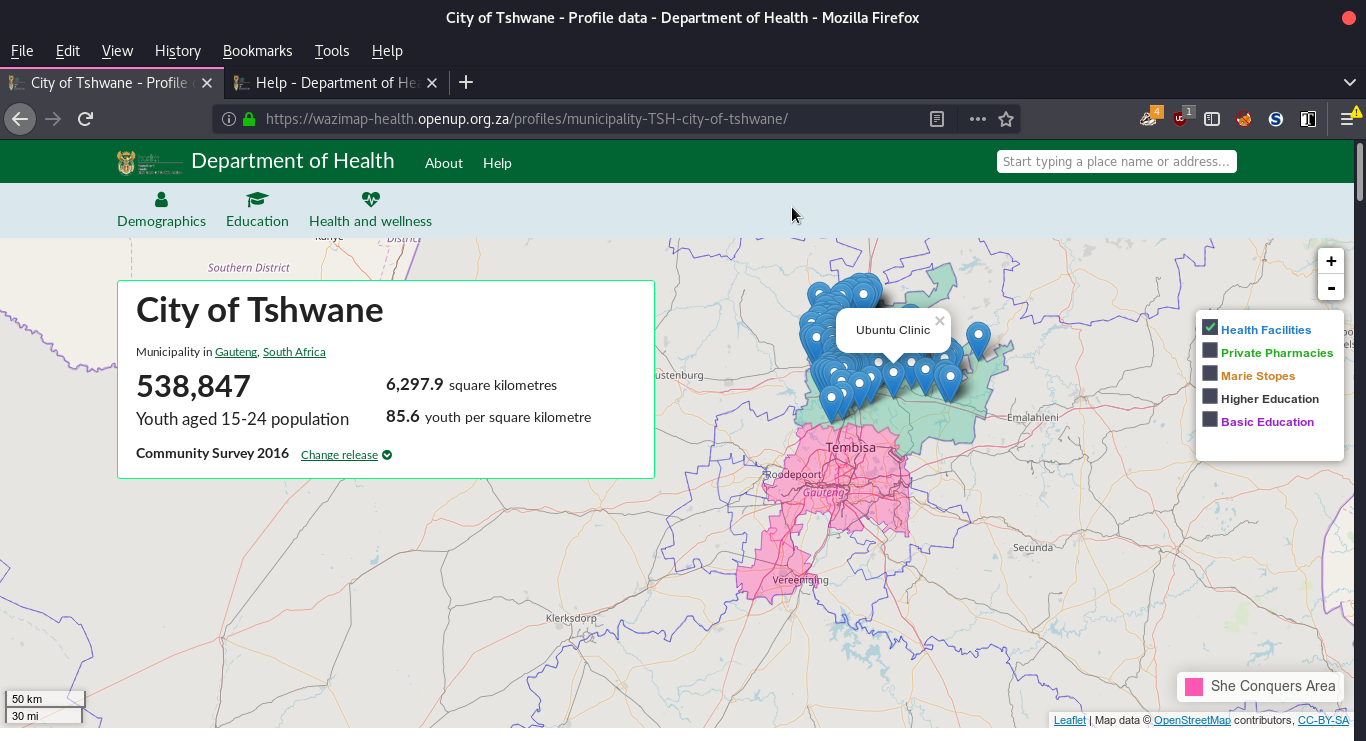 City of Tshwane - Profile data - Department of Health - Mozilla Firefox
File Edit View History Bookmarks Tools Help
City of Tshwane - Profile
Help - Department of He
https://wazimap-health.openup.org.za/profiles/municipality-TSH-city-of-tshwane/
4
1
Department of Health
About
Help
Start typing a place name or address...
Demographics
Education
Health and wellness
District
Southern District
+
-
City of Tshwane
Municipality in Gauteng, South Africa
538,847
Youth aged 15-24 population
6,297.9 square kilometres
85.6 youth per square kilometre
Community Survey 2016
Change release
Ubuntu Clinic
×
Health Facilities
Private Pharmacies
Marie Stopes
Higher Education
Basic Education
ustenburg
Emalahleni
Tembisa
Roodepoort
Gauteng
Secunda
Vereeniging
Klerksdorp
50 km
30 mi
She Conquers Area
Leaflet | Map data © OpenStreetMap contributors, CC-BY-SA